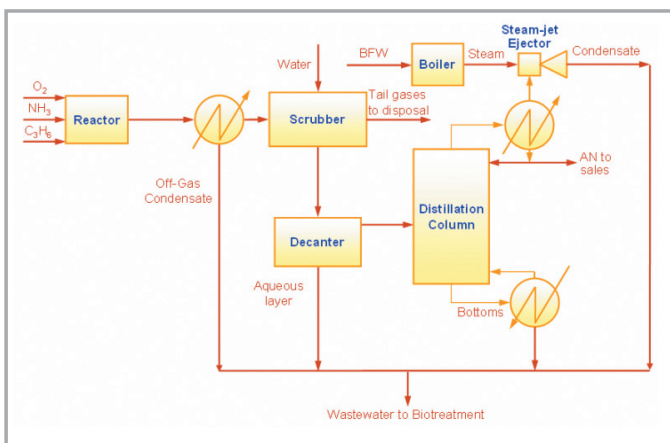 Steam-jet
Ejector
Water
BFW
Boiler
Steam
Condensate
O₂
NH₃
C₃H₆
Reactor
Scrubber
Tail gases
to disposal
Off-Gas
Condensate
AN to
sales
Distillation
Column
Decanter
Aqueous
layer
Bottoms
Wastewater to Biotreatment